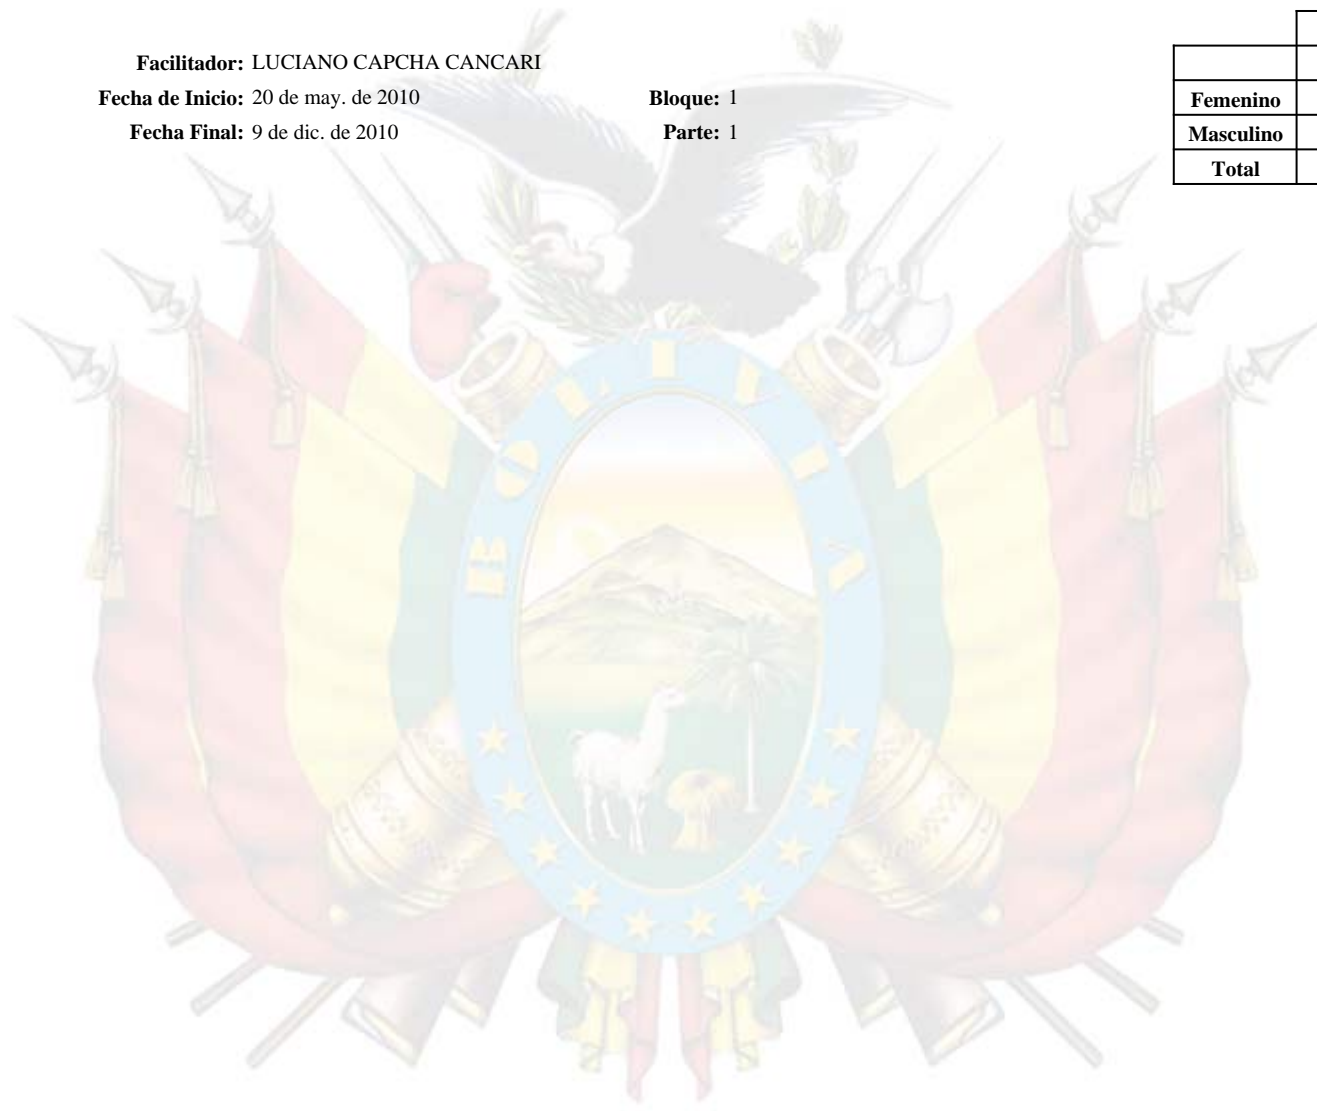 Facilitador: LUCIANO CAPCHA CANCARI
Fecha de Inicio: 20 de may. de 2010 Bloque: 1
Fecha Final: 9 de dic. de 2010 Parte: 1
Femenino
Masculino
Total
BOLIVIA